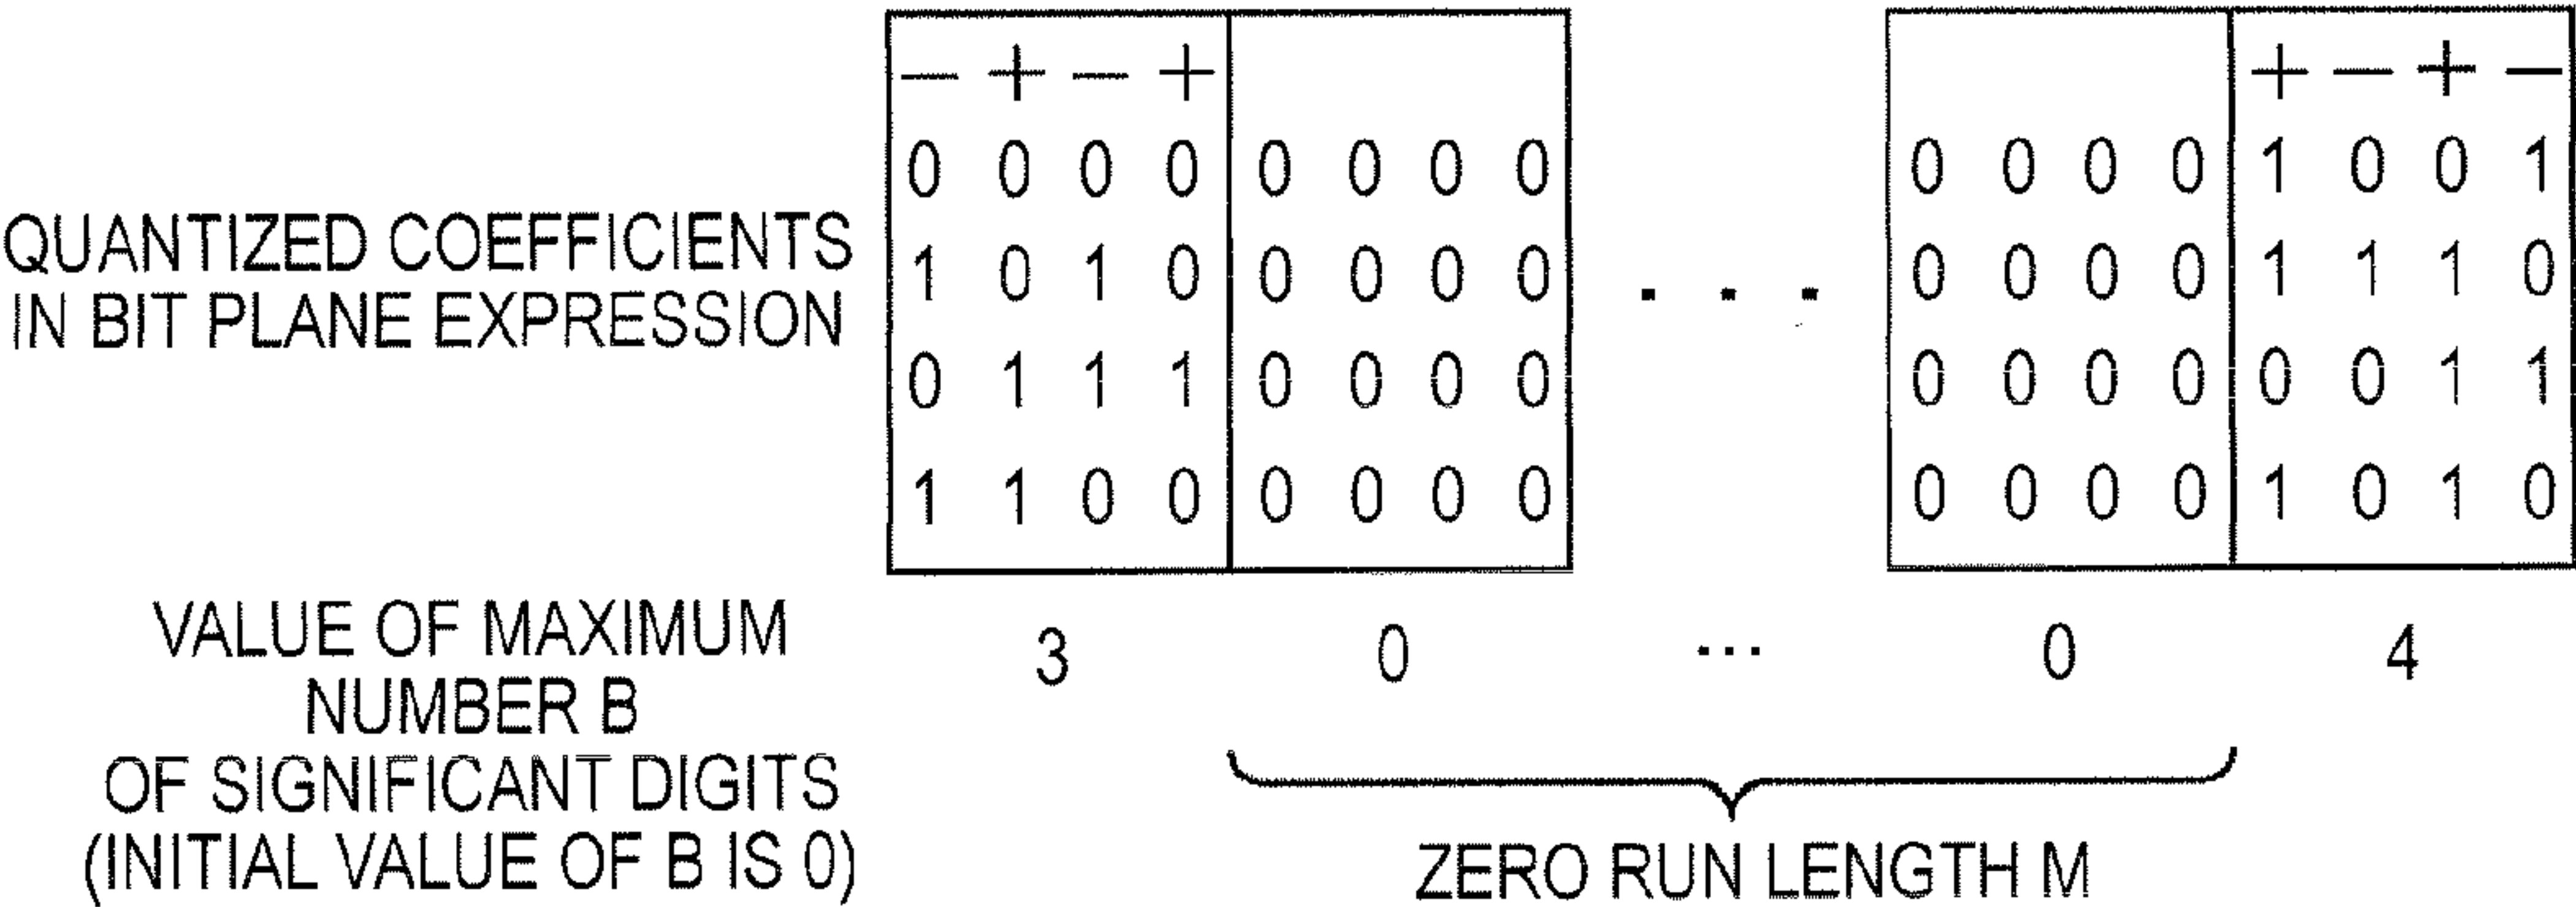 — + — + + — + —
0 0 0 0 0 0 0 0 0 0 0 0 1 0 0 1
QUANTIZED COEFFICIENTS
1 0 1 0 0 0 0 0 . . . 0 0 0 0 1 1 1 0
IN BIT PLANE EXPRESSION
0 1 1 1 0 0 0 0 0 0 0 0 0 0 1 1
1 1 0 0 0 0 0 0 0 0 0 0 1 0 1 0
VALUE OF MAXIMUM
NUMBER B
OF SIGNIFICANT DIGITS
(INITIAL VALUE OF B IS 0)
3 0 ... 0 4
ZERO RUN LENGTH M